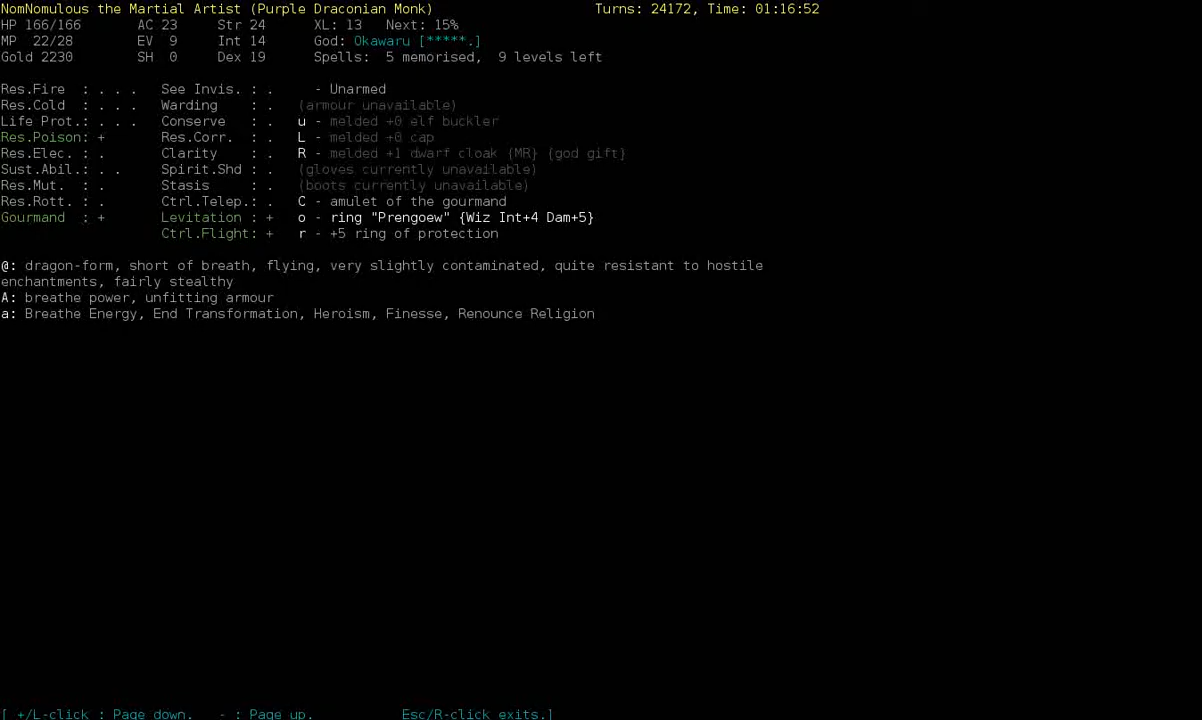 NomNomulous the Martial Artist (Purple Draconian Monk) Turns: 24172, Time: 01:16:52
HP 166/166 AC 23 Str 24 XL: 13 Next: 15%
MP 22/28 EV 9 Int 14 God: Okawaru [*****.]
Gold 2230 SH 0 Dex 19 Spells: 5 memorised, 9 levels left
Res.Fire : . . . See Invis. : . - Unarmed
Res.Cold : . . . Warding : . (armour unavailable)
Life Prot.: . . . Conserve : . u - melded +0 elf buckler
Res.Poison: + Res.Corr. : . L - melded +0 cap
Res.Elec. : . Clarity : . R - melded +1 dwarf cloak {MR} {god gift}
Sust.Abil.: . . Spirit.Shd : . (gloves currently unavailable)
Res.Mut. : . Stasis : . (boots currently unavailable)
Res.Rott. : . Ctrl.Telep.: . C - amulet of the gourmand
Gourmand : + Levitation : + o - ring "Prengoew" {Wiz Int+4 Dam+5}
Ctrl.Flight: + r - +5 ring of protection
@: dragon-form, short of breath, flying, very slightly contaminated, quite resistant to hostile
enchantments, fairly stealthy
A: breathe power, unfitting armour
a: Breathe Energy, End Transformation, Heroism, Finesse, Renounce Religion
[ +/L-click : Page down. - : Page up. Esc/R-click exits.]